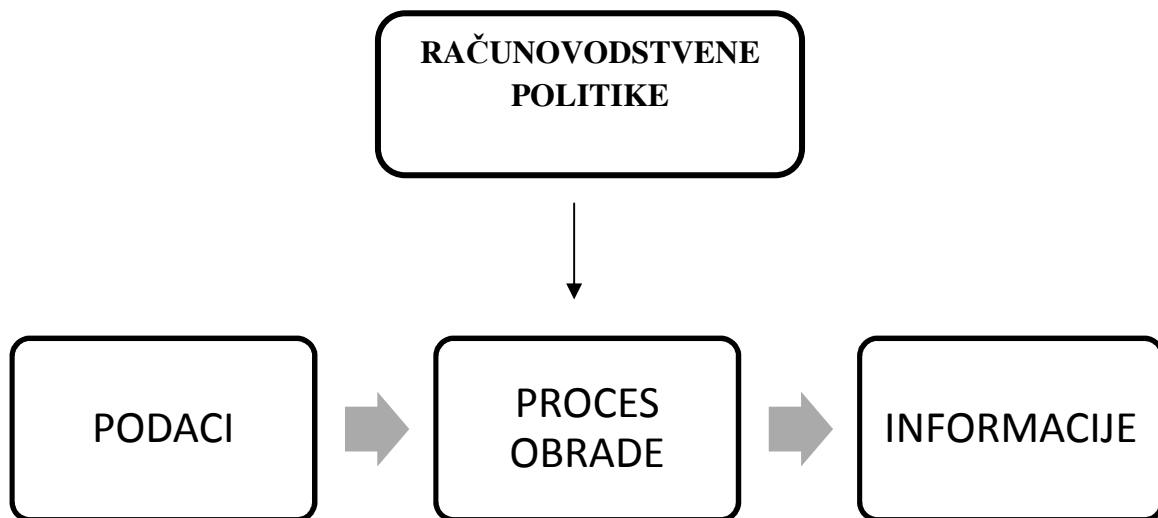 RAČUNOVODSTVENE
POLITIKE
PODACI
PROCES
OBRADE
INFORMACIJE